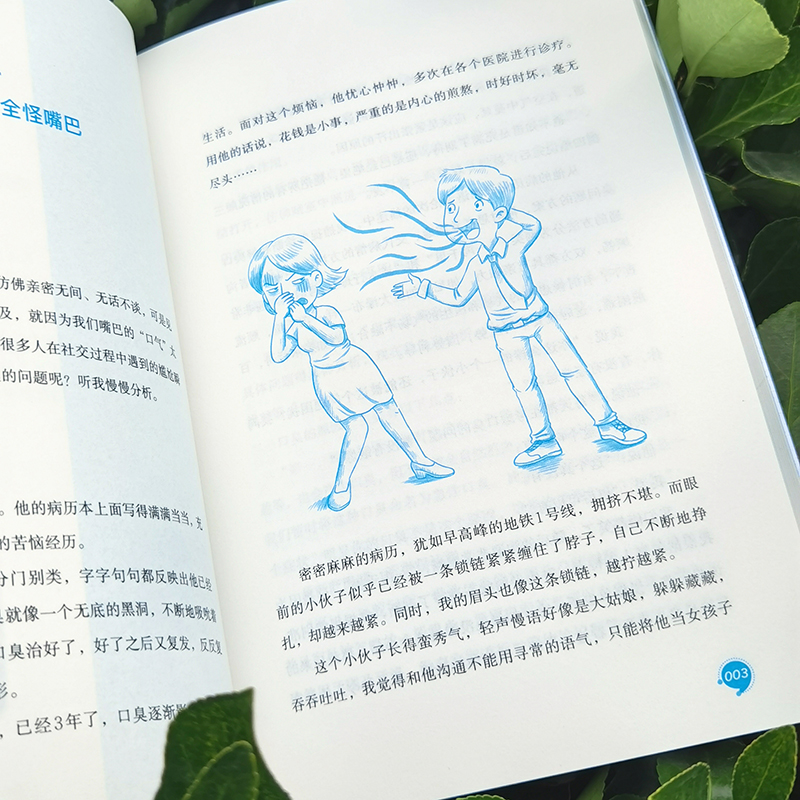 全怪嘴巴
仿佛亲密无间、无话不谈,可是见
及,就因为我们嘴巴的“口气”太
很多人在社交过程中遇到的尴尬瞬
的问题呢?听我慢慢分析。
。他的病历本上面写得满满当当,充
的苦恼经历。
分门别类,字字句句都反映出他已经
臭就像一个无底的黑洞,不断地吸吮着
口臭治好了,好了之后又复发,反反复
形。
,已经3年了,口臭逐渐
生活。面对这个烦恼,他忧心忡忡,多次在各个医院进行诊疗。
用他的话说,花钱是小事,严重的是内心的煎熬,时好时坏,毫无
尽头……
密密麻麻的病历,犹如早高峰的地铁1号线,拥挤不堪。而眼
前的小伙子似乎已经被一条锁链紧紧缠住了脖子,自己不断地挣
扎,却越来越紧。同时,我的眉头也像这条锁链,越拧越紧。
这个小伙子长得蛮秀气,轻声慢语好像是大姑娘,躲躲藏藏,
吞吞吐吐,我觉得和他沟通不能用寻常的语气,只能将他当女孩子
003